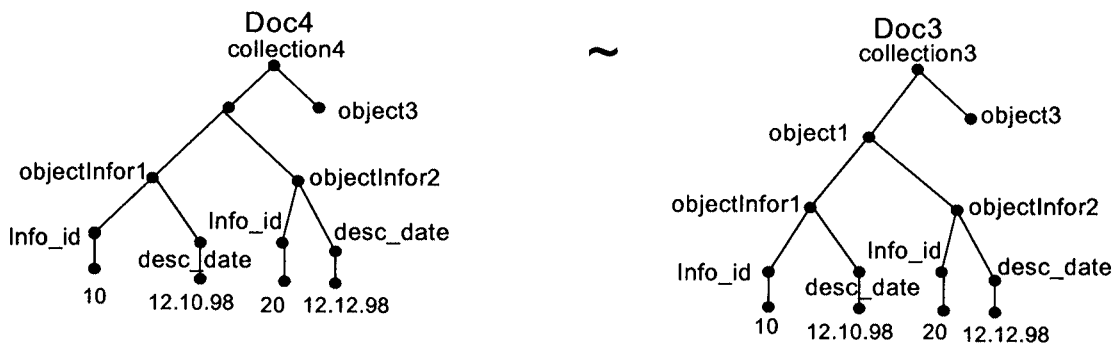 Doc4
collection4
object3
objectInfor1
objectInfor2
Info_id
desc_date
Info_id
desc_date
10
12.10.98
20
12.12.98
~
Doc3
collection3
object1
object3
objectInfor1
objectInfor2
Info_id
desc_date
Info_id
desc_date
10
12.10.98
20
12.12.98